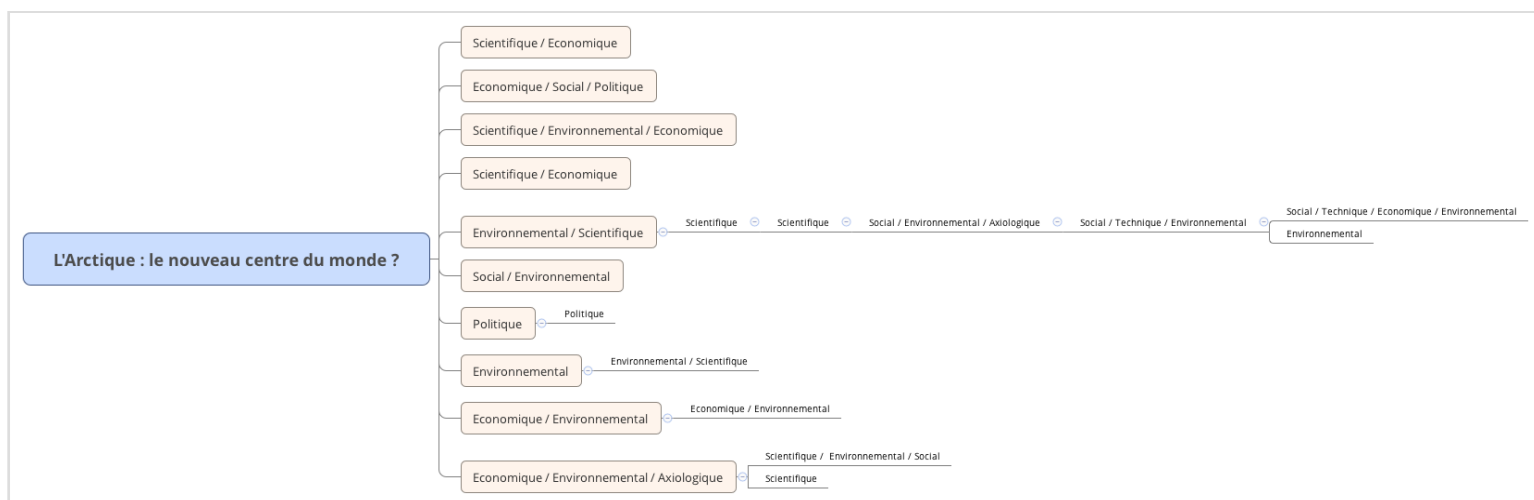 Scientifique / Economique
Economique / Social / Politique
Scientifique / Environnemental / Economique
Scientifique / Economique
Social / Technique / Economique / Environnemental
Scientifique
Scientifique
Social / Environnemental / Axiologique
Social / Technique / Environnemental
Environnemental / Scientifique
Environnemental
L'Arctique : le nouveau centre du monde ?
Social / Environnemental
Politique
Politique
Environnemental
Environnemental / Scientifique
Economique / Environnemental
Economique / Environnemental
Economique / Environnemental / Axiologique
Scientifique / Environnemental / Social
Scientifique